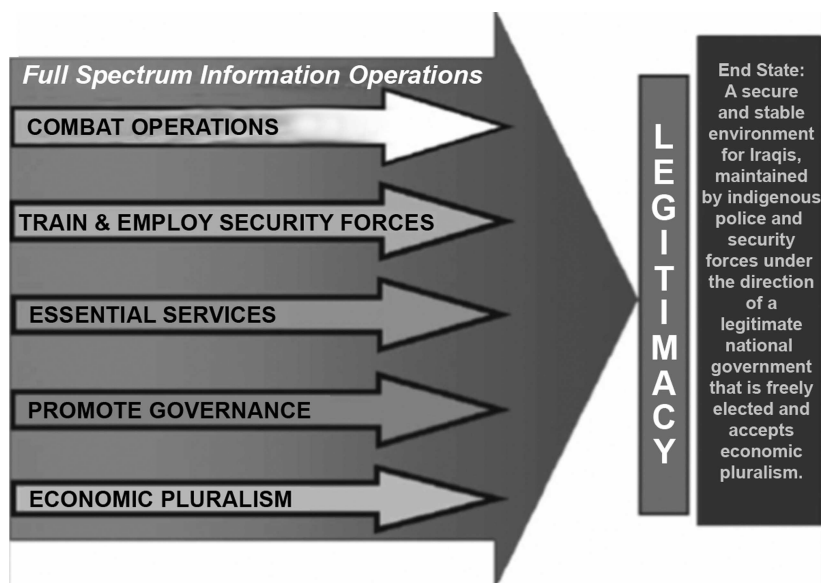 Full Spectrum Information Operations
COMBAT OPERATIONS
TRAIN & EMPLOY SECURITY FORCES
ESSENTIAL SERVICES
PROMOTE GOVERNANCE
ECONOMIC PLURALISM
LEGITIMACY
End State:
A secure
and stable
environment
for Iraqis,
maintained
by indigenous
police and
security
forces under
the direction
of a
legitimate
national
government
that is freely
elected and
accepts
economic
pluralism.